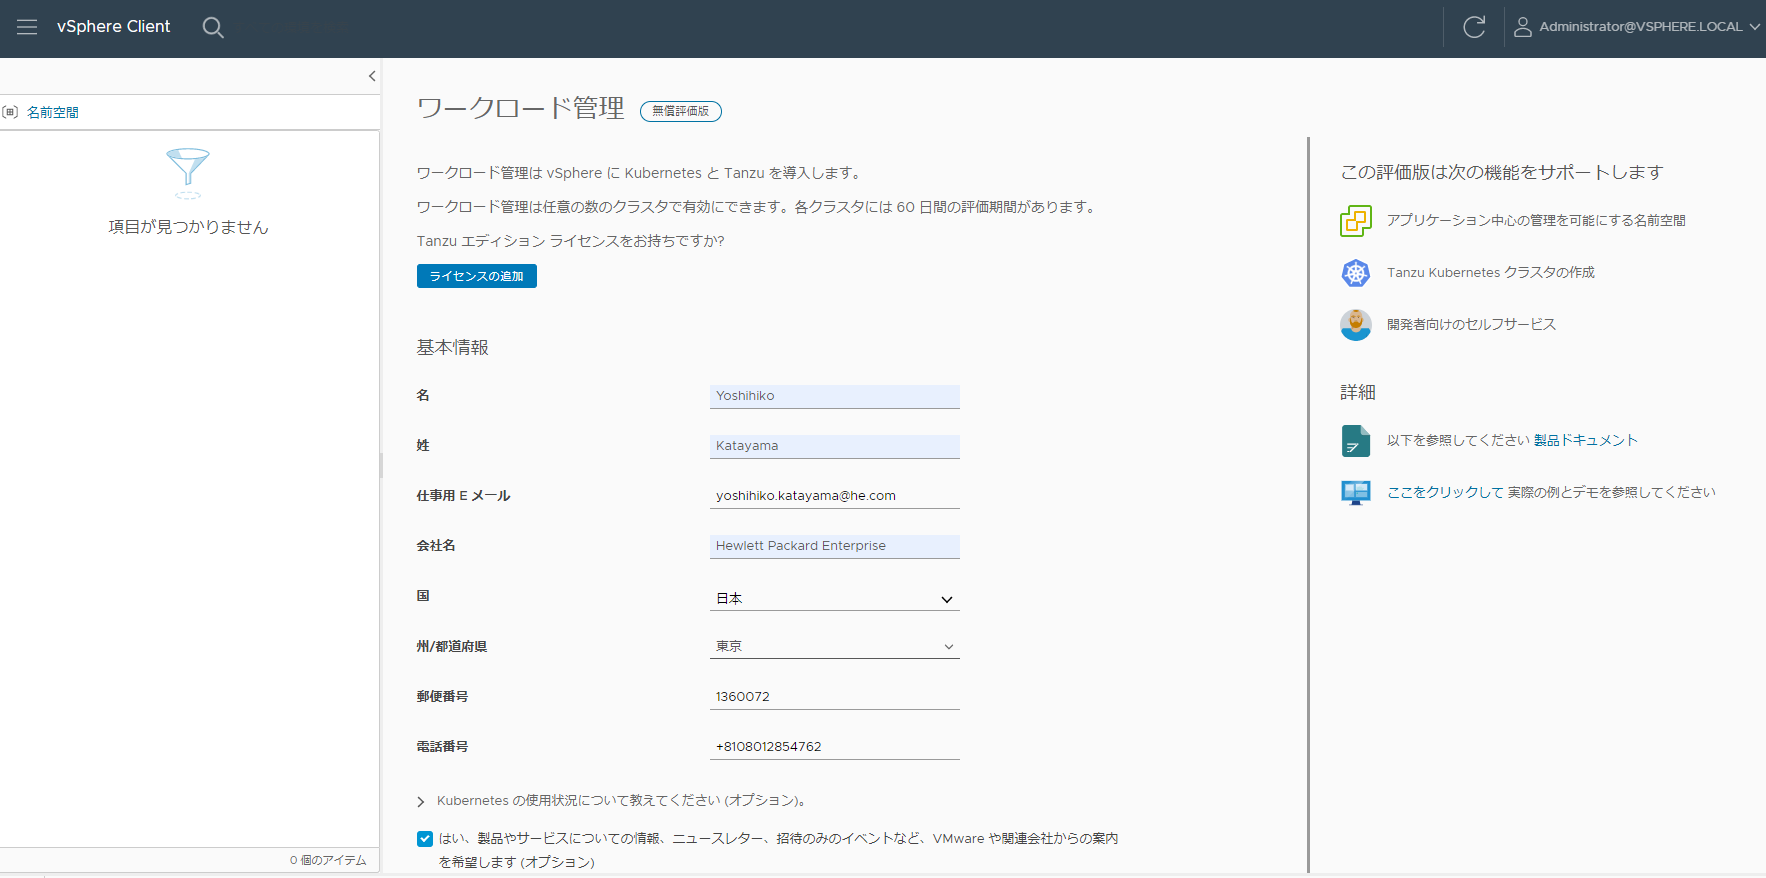 vSphere Client
Administrator@VSPHERE.LOCAL
名前空間
項目が見つかりません
0 個のアイテム
ワークロード管理
無償評価版
ワークロード管理は vSphere に Kubernetes と Tanzu を導入します。
ワークロード管理は任意の数のクラスタで有効にできます。各クラスタには 60 日間の評価期間があります。
Tanzu エディション ライセンスをお持ちですか?
ライセンスの追加
基本情報
名 Yoshihiko
姓 Katayama
仕事用 E メール yoshihiko.katayama@he.com
会社名 Hewlett Packard Enterprise
国 日本
州/都道府県 東京
郵便番号 1360072
電話番号 +8108012854762
Kubernetes の使用状況について教えてください (オプション)。
はい、製品やサービスについての情報、ニュースレター、招待のみのイベントなど、VMware や関連会社からの案内
を希望します (オプション)
この評価版は次の機能をサポートします
アプリケーション中心の管理を可能にする名前空間
Tanzu Kubernetes クラスタの作成
開発者向けのセルフサービス
詳細
以下を参照してください 製品ドキュメント
ここをクリックして 実際の例とデモを参照してください